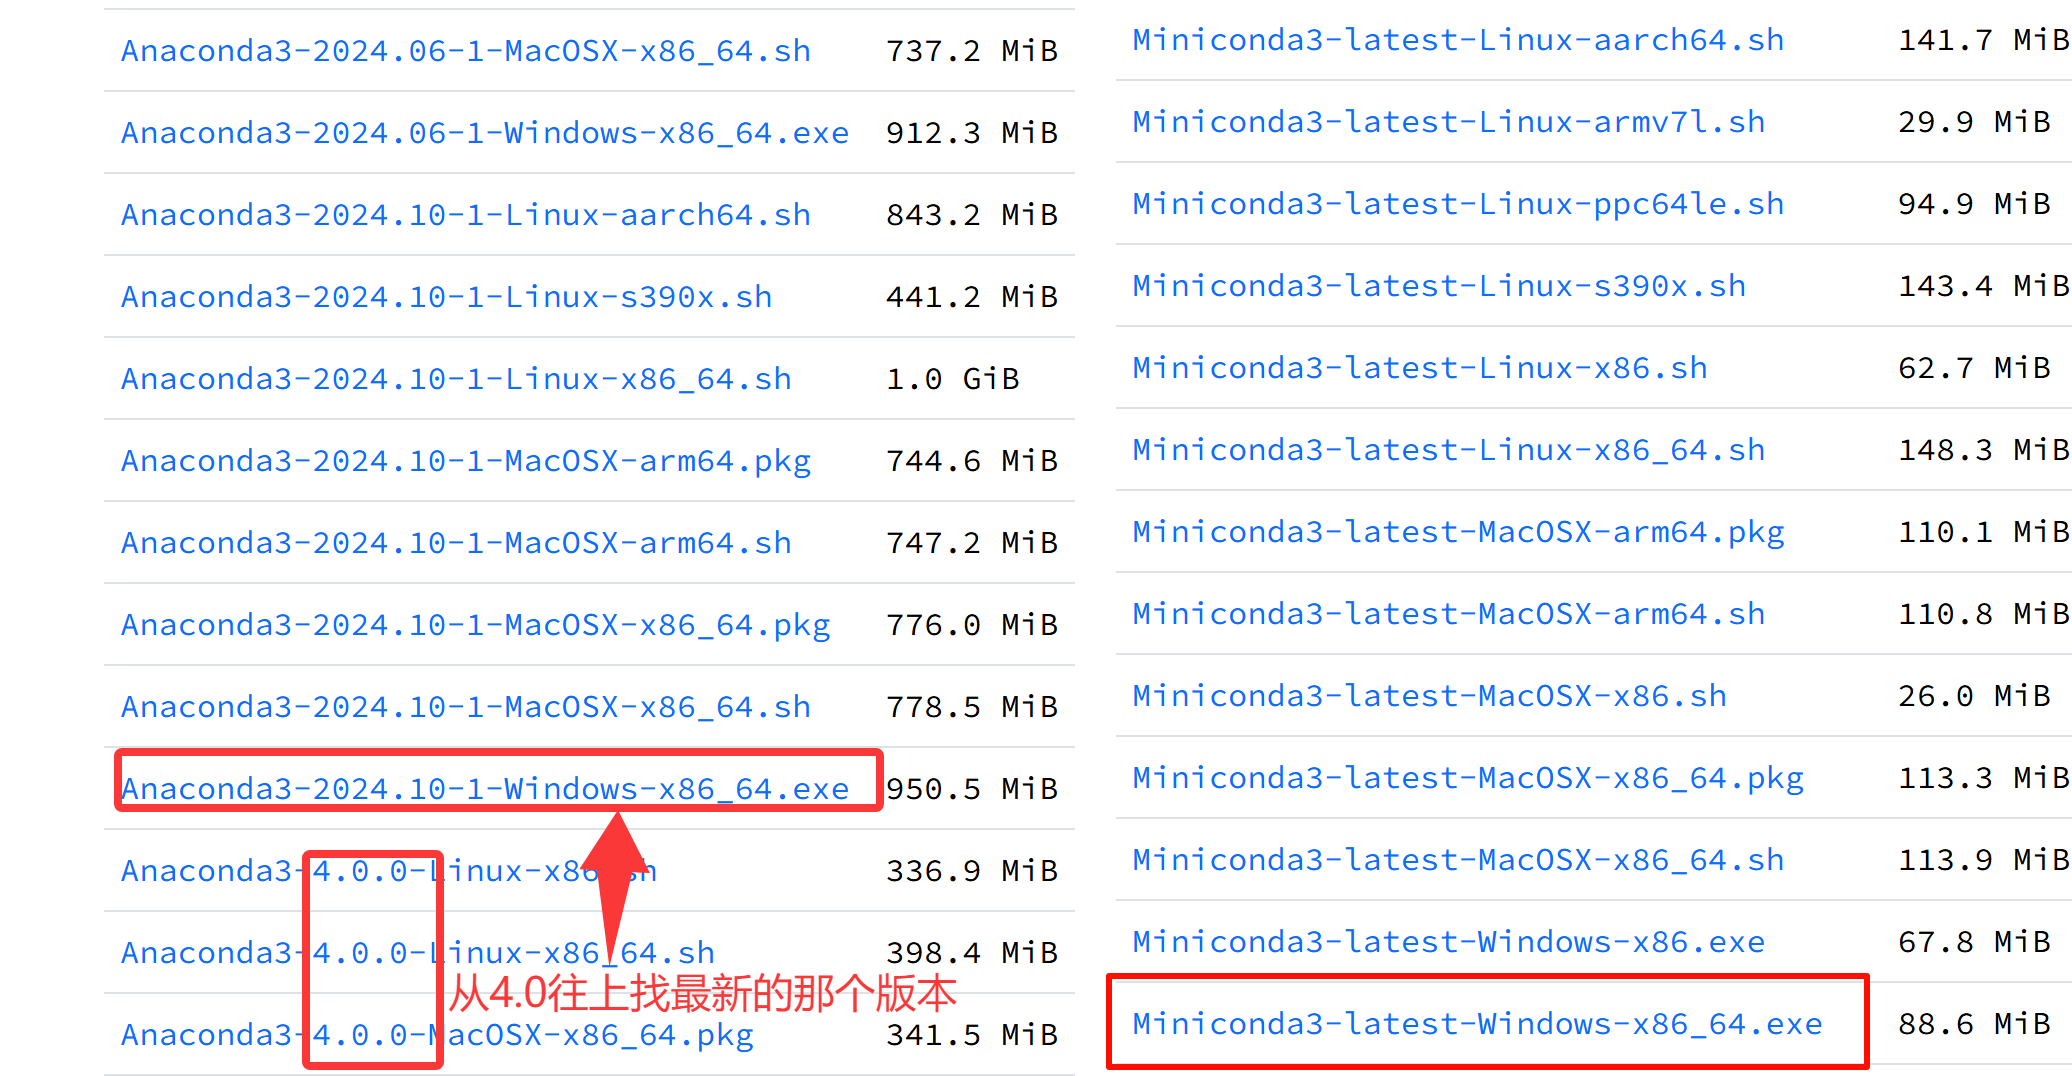 Anaconda3-2024.06-1-MacOSX-x86_64.sh 737.2 MiB
Anaconda3-2024.06-1-Windows-x86_64.exe 912.3 MiB
Anaconda3-2024.10-1-Linux-aarch64.sh 843.2 MiB
Anaconda3-2024.10-1-Linux-s390x.sh 441.2 MiB
Anaconda3-2024.10-1-Linux-x86_64.sh 1.0 GiB
Anaconda3-2024.10-1-MacOSX-arm64.pkg 744.6 MiB
Anaconda3-2024.10-1-MacOSX-arm64.sh 747.2 MiB
Anaconda3-2024.10-1-MacOSX-x86_64.pkg 776.0 MiB
Anaconda3-2024.10-1-MacOSX-x86_64.sh 778.5 MiB
Anaconda3-2024.10-1-Windows-x86_64.exe 950.5 MiB
Anaconda3-4.0.0-Linux-x86.sh 336.9 MiB
Anaconda3-4.0.0-Linux-x86_64.sh 398.4 MiB
从4.0往上找最新的那个版本
Anaconda3-4.0.0-MacOSX-x86_64.pkg 341.5 MiB
Miniconda3-latest-Linux-aarch64.sh 141.7 MiB
Miniconda3-latest-Linux-armv7l.sh 29.9 MiB
Miniconda3-latest-Linux-ppc64le.sh 94.9 MiB
Miniconda3-latest-Linux-s390x.sh 143.4 MiB
Miniconda3-latest-Linux-x86.sh 62.7 MiB
Miniconda3-latest-Linux-x86_64.sh 148.3 MiB
Miniconda3-latest-MacOSX-arm64.pkg 110.1 MiB
Miniconda3-latest-MacOSX-arm64.sh 110.8 MiB
Miniconda3-latest-MacOSX-x86.sh 26.0 MiB
Miniconda3-latest-MacOSX-x86_64.pkg 113.3 MiB
Miniconda3-latest-MacOSX-x86_64.sh 113.9 MiB
Miniconda3-latest-Windows-x86.exe 67.8 MiB
Miniconda3-latest-Windows-x86_64.exe 88.6 MiB